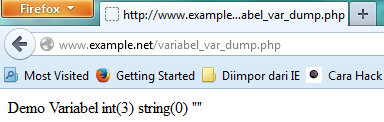 Firefox
http://www.example...abel_var_dump.php
www.example.net/variabel_var_dump.php
Most Visited Getting Started Diimpor dari IE Cara Hack
Demo Variabel int(3) string(0) ""